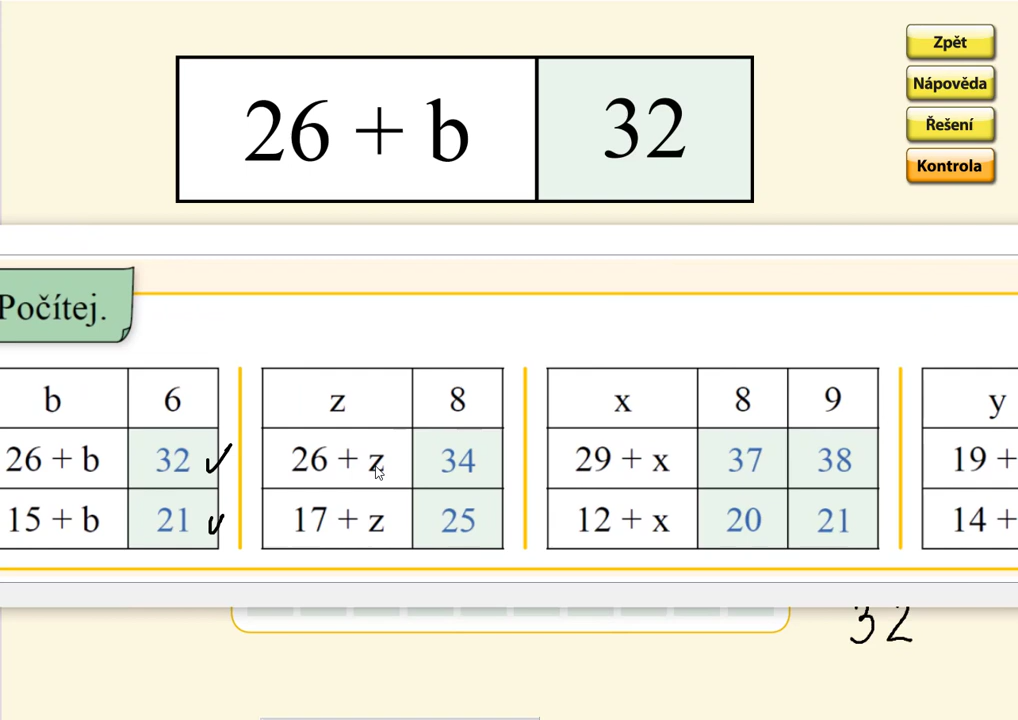 26 + b 32
Zpět
Nápověda
Řešení
Kontrola
Počítej.
b 6
26 + b 32
15 + b 21
z 8
26 + z 34
17 + z 25
x 8 9
29 + x 37 38
12 + x 20 21
y
19 +
14 +
32